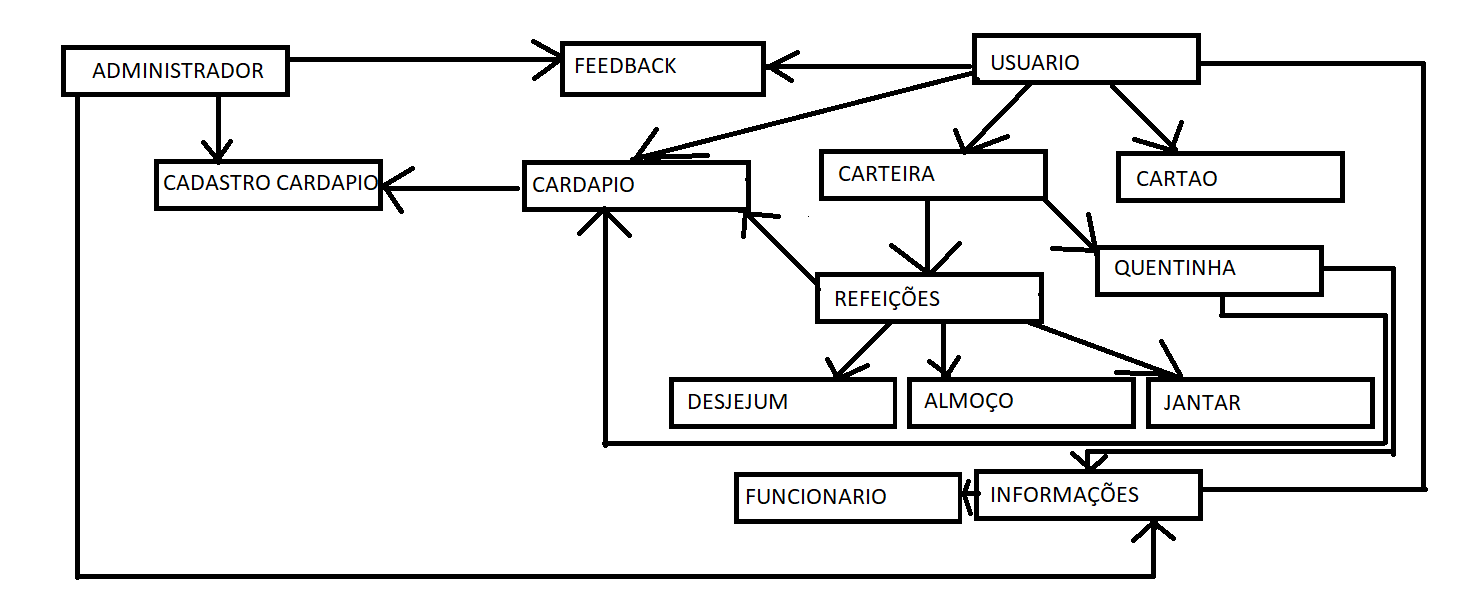 ADMINISTRADOR
FEEDBACK
USUARIO
CADASTRO CARDAPIO
CARDAPIO
CARTEIRA
CARTAO
QUENTINHA
REFEIÇÕES
DESJEJUM
ALMOÇO
JANTAR
FUNCIONARIO
INFORMAÇÕES